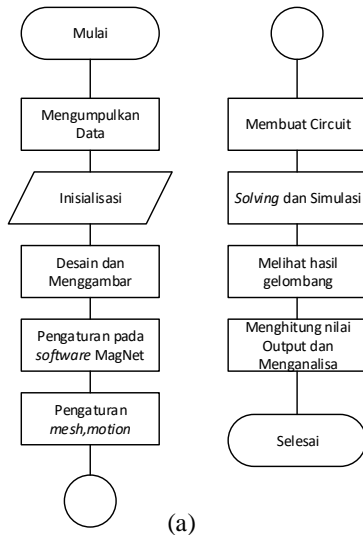 Mulai
Mengumpulkan
Data
Inisialisasi
Desain dan
Menggambar
Pengaturan pada
software MagNet
Pengaturan
mesh,motion
Membuat Circuit
Solving dan Simulasi
Melihat hasil
gelombang
Menghitung nilai
Output dan
Menganalisa
Selesai
(a)